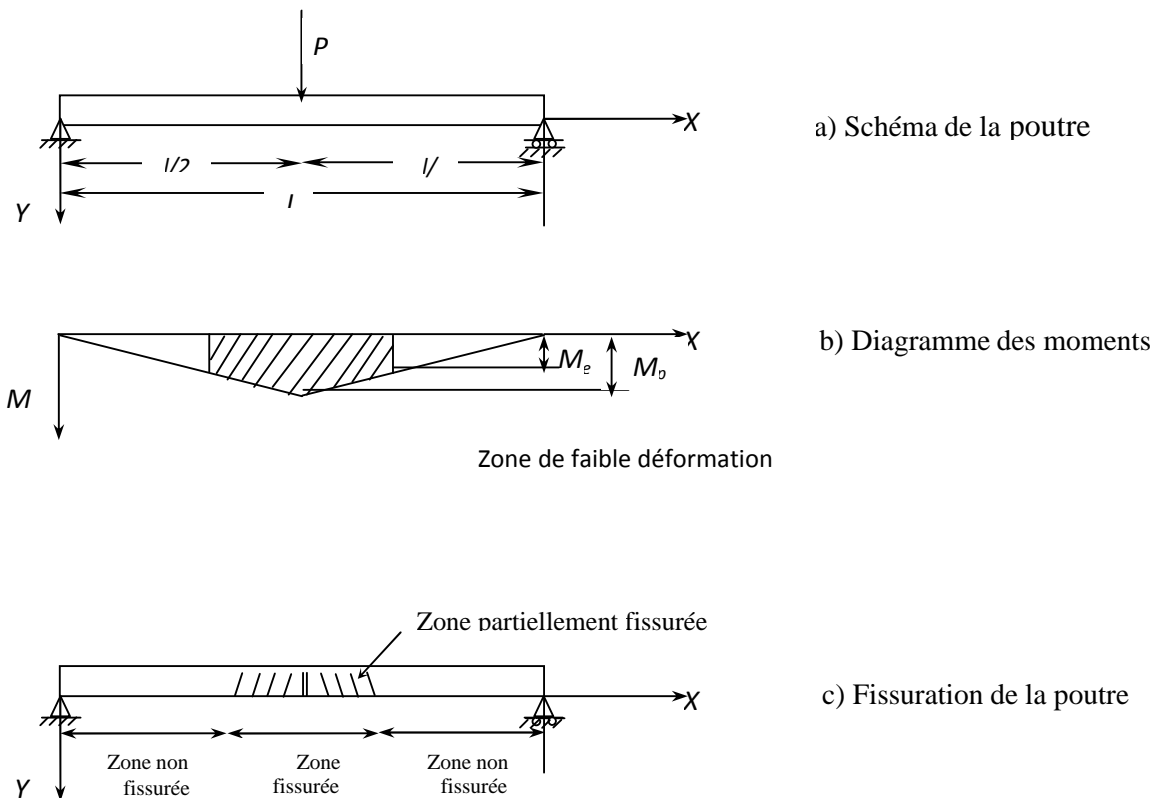 P
X
a) Schéma de la poutre
Y
X
b) Diagramme des moments
M
Zone de faible déformation
Zone partiellement fissurée
X
c) Fissuration de la poutre
Zone non
fissurée
Zone
fissurée
Zone non
fissurée
Y